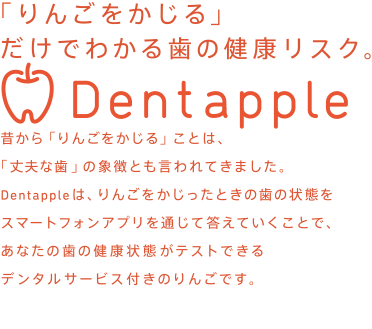 「りんごをかじる」
だけでわかる歯の健康リスク。
Dentapple
昔から「りんごをかじる」ことは、
「丈夫な歯」の象徴とも言われてきました。
Dentappleは、りんごをかじったときの歯の状態を
スマートフォンアプリを通じて答えていくことで、
あなたの歯の健康状態がテストできる
デンタルサービス付きのりんごです。